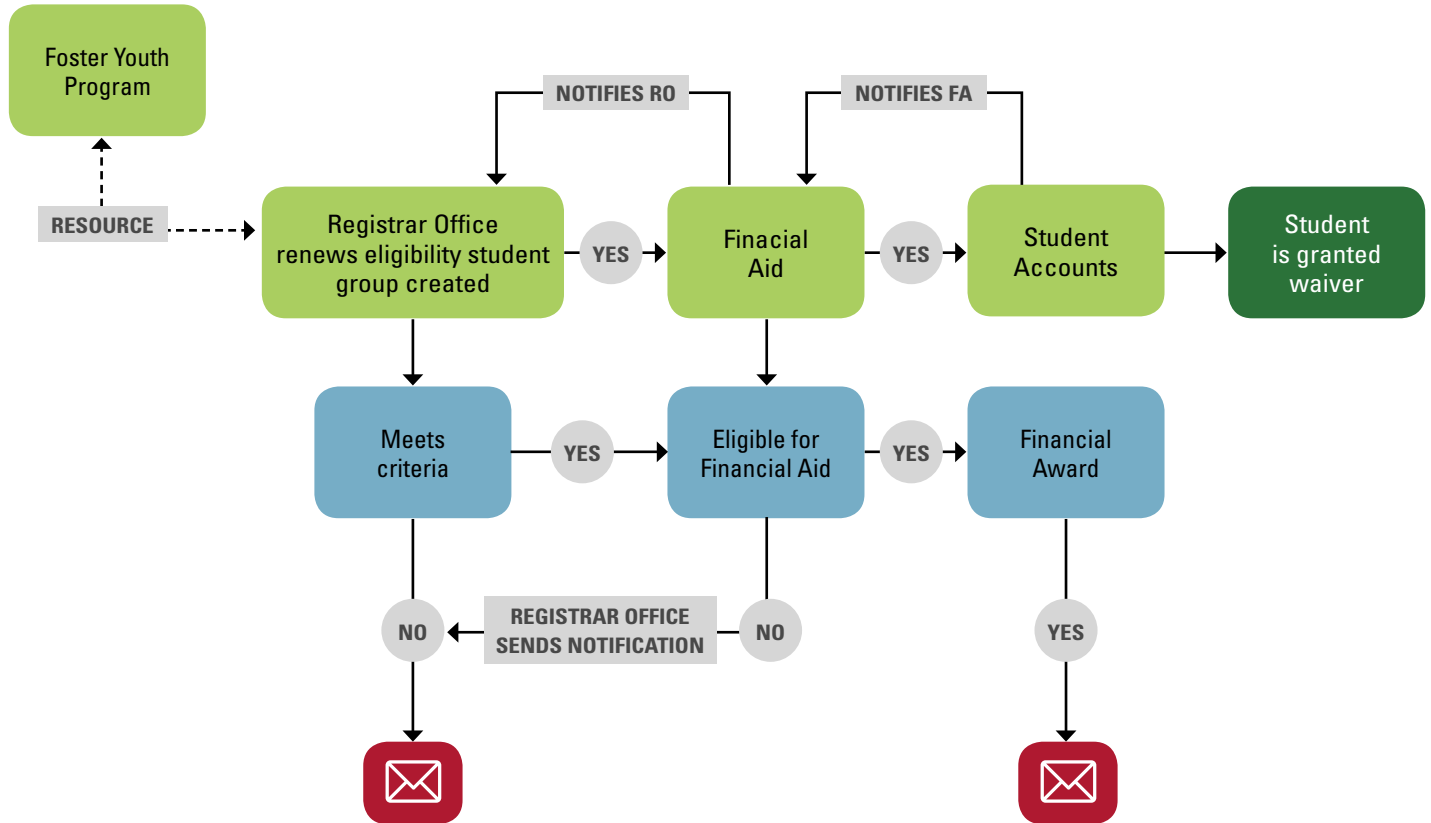 Foster Youth
Program
NOTIFIES RO
NOTIFIES FA
RESOURCE
Registrar Office
renews eligibility student
group created
YES
Finacial
Aid
YES
Student
Accounts
Student
is granted
waiver
Meets
criteria
YES
Eligible for
Financial Aid
YES
Financial
Award
NO
REGISTRAR OFFICE
SENDS NOTIFICATION
NO
YES